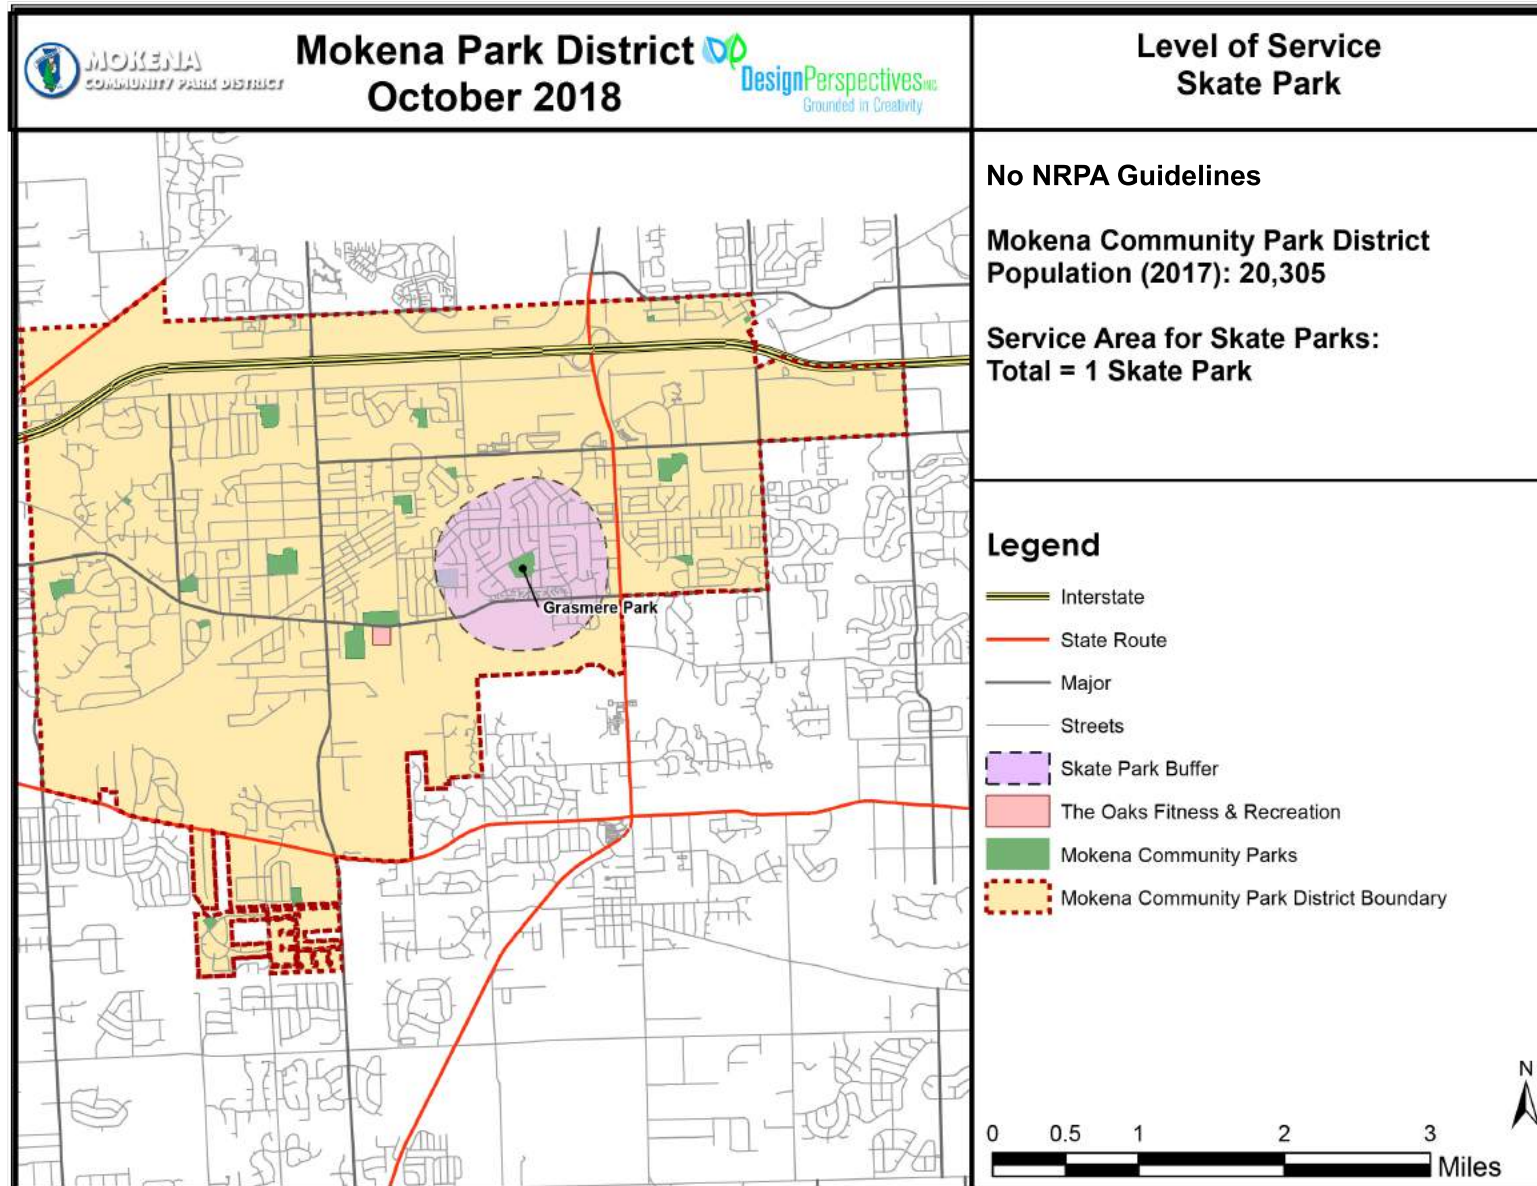 MOKENA
COMMUNITY PARK DISTRICT
Mokena Park District
October 2018
DesignPerspectives INC.
Grounded in Creativity
Level of Service
Skate Park
No NRPA Guidelines
Mokena Community Park District
Population (2017): 20,305
Service Area for Skate Parks:
Total = 1 Skate Park
Grasmere Park
Legend
Interstate
State Route
Major
Streets
Skate Park Buffer
The Oaks Fitness & Recreation
Mokena Community Parks
Mokena Community Park District Boundary
N
0 0.5 1 2 3
Miles